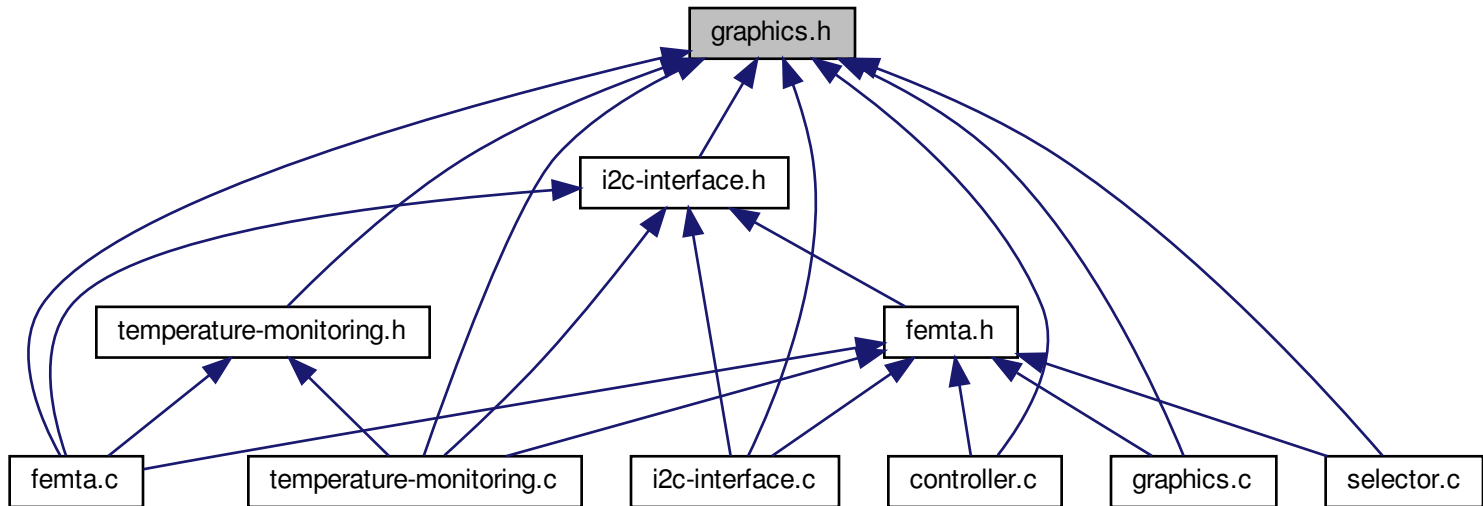 graphics.h
i2c-interface.h
temperature-monitoring.h
femta.h
femta.c
temperature-monitoring.c
i2c-interface.c
controller.c
graphics.c
selector.c